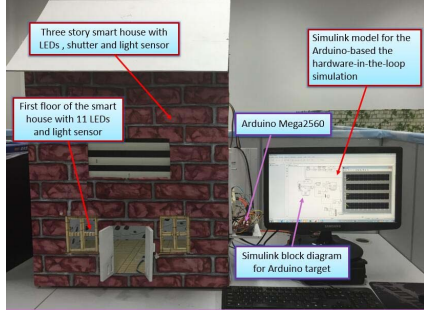 Three story smart house with
LEDs , shutter and light sensor
Simulink model for the
Arduino-based the
hardware-in-the-loop
simulation
First floor of the smart
house with 11 LEDs
and light sensor
Arduino Mega2560
Simulink block diagram
for Arduino target